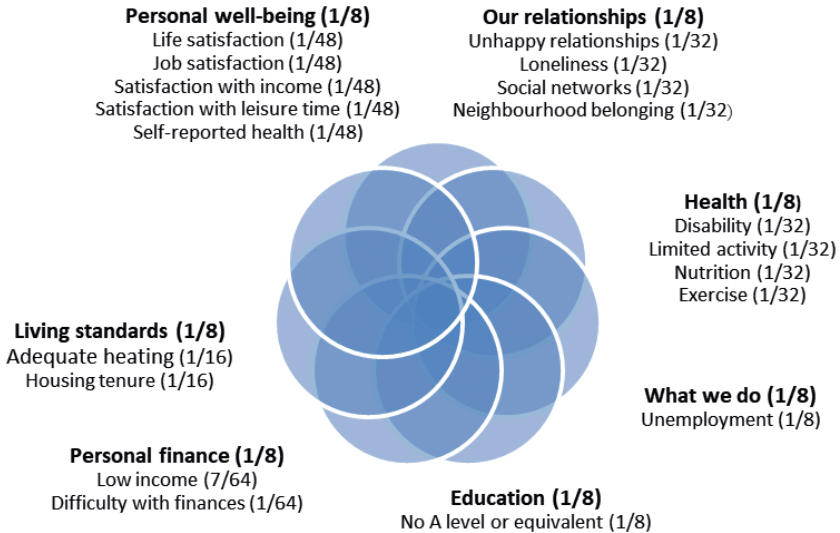 Personal well-being (1/8)
Life satisfaction (1/48)
Job satisfaction (1/48)
Satisfaction with income (1/48)
Satisfaction with leisure time (1/48)
Self-reported health (1/48)
Our relationships (1/8)
Unhappy relationships (1/32)
Loneliness (1/32)
Social networks (1/32)
Neighbourhood belonging (1/32)
Health (1/8)
Disability (1/32)
Limited activity (1/32)
Nutrition (1/32)
Exercise (1/32)
What we do (1/8)
Unemployment (1/8)
Education (1/8)
No A level or equivalent (1/8)
Personal finance (1/8)
Low income (7/64)
Difficulty with finances (1/64)
Living standards (1/8)
Adequate heating (1/16)
Housing tenure (1/16)